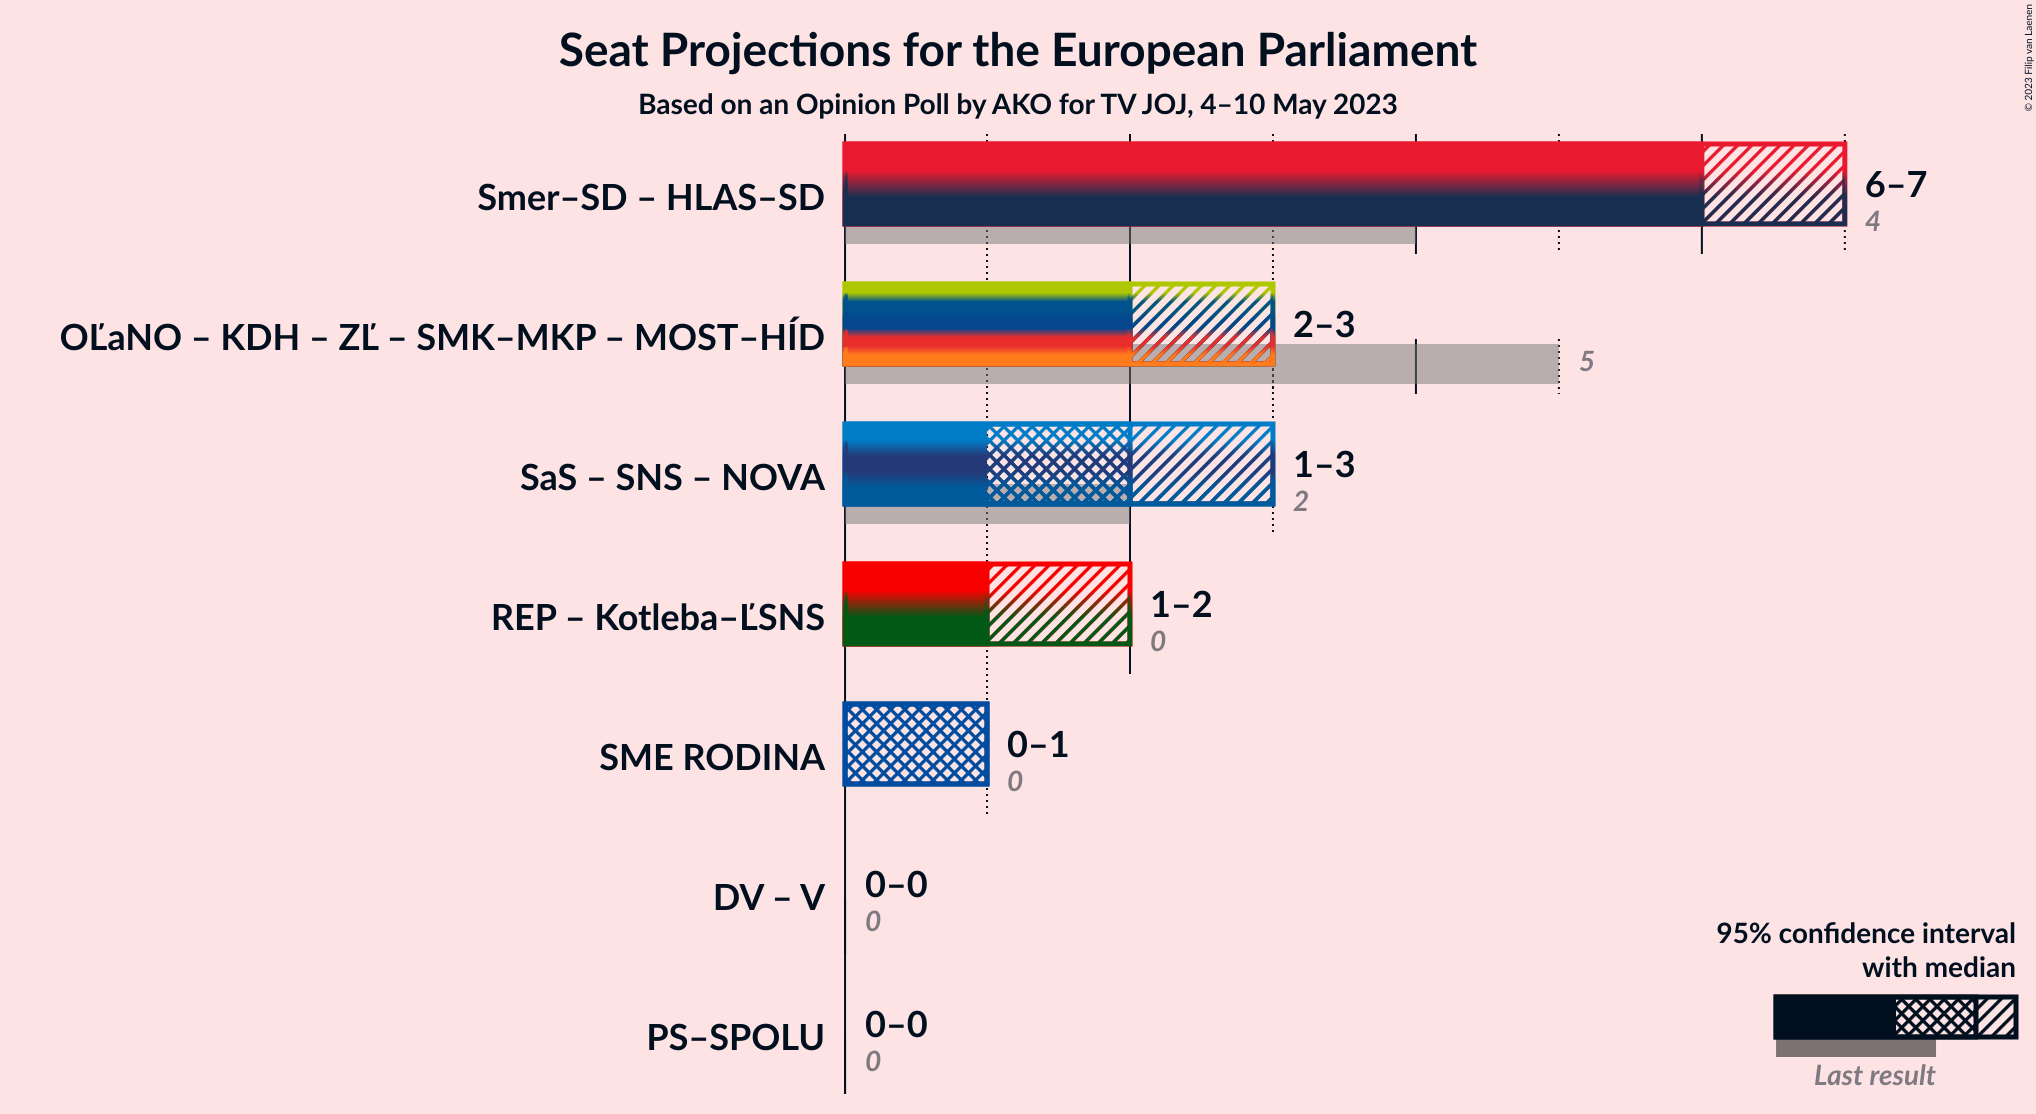 Seat Projections for the European Parliament
Based on an Opinion Poll by AKO for TV JOJ, 4–10 May 2023
© 2023 Filip van Laenen
Smer–SD – HLAS–SD
6–7
4
OĽaNO – KDH – ZĽ – SMK–MKP – MOST–HÍD
2–3
5
SaS – SNS – NOVA
1–3
2
REP – Kotleba–ĽSNS
1–2
0
SME RODINA
0–1
0
DV – V
0–0
0
PS–SPOLU
0–0
0
95% confidence interval
with median
Last result